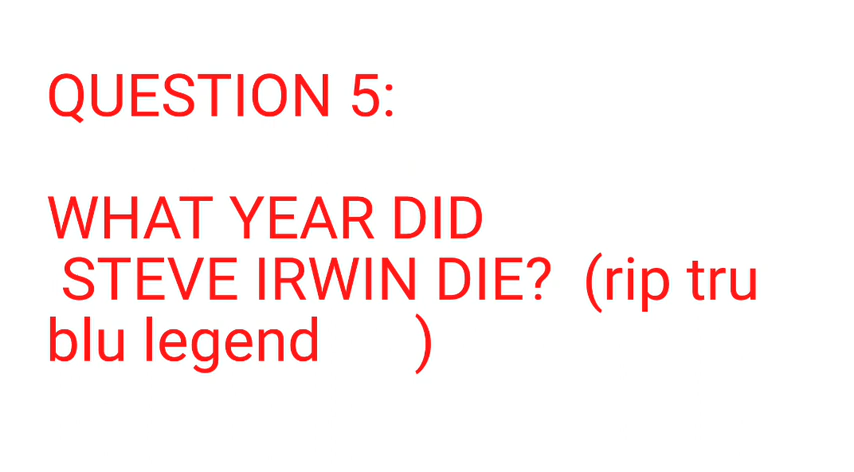 QUESTION 5:
WHAT YEAR DID
STEVE IRWIN DIE?  (rip tru
blu legend      )